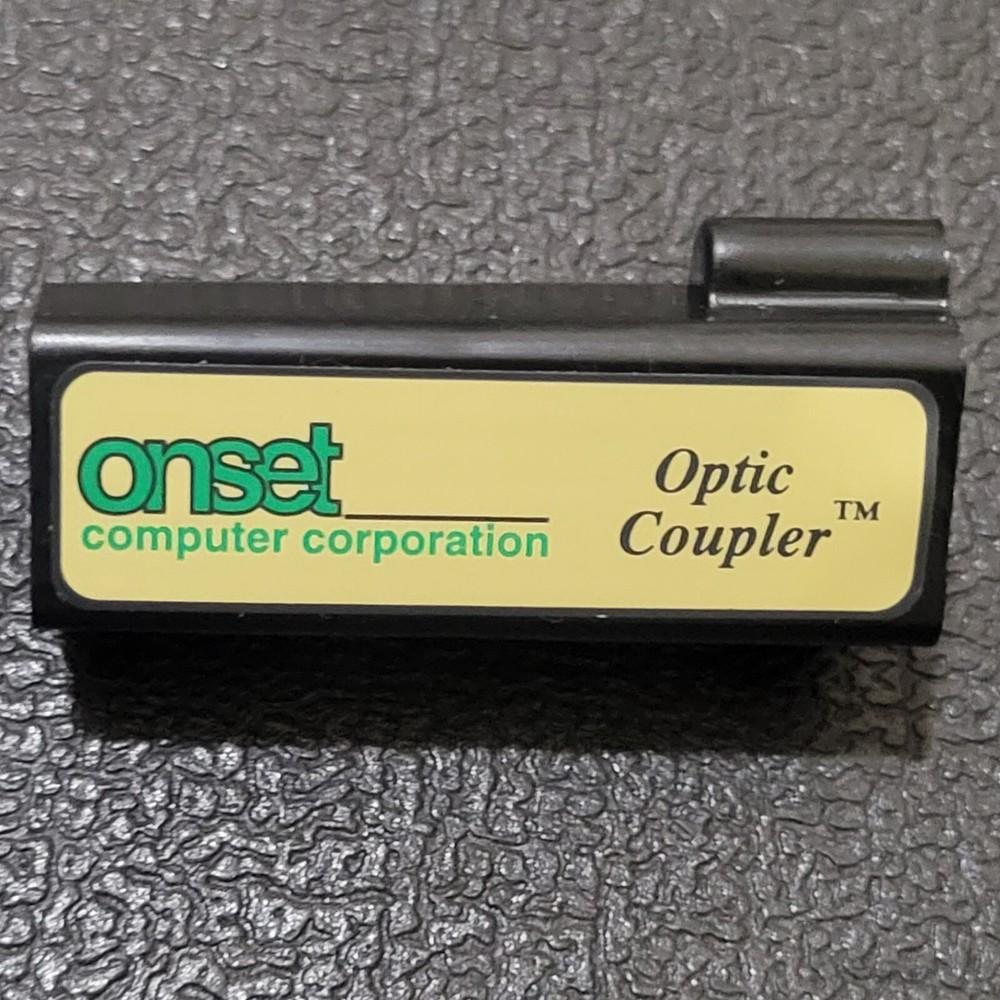 onset
computer corporation
Optic
Coupler™